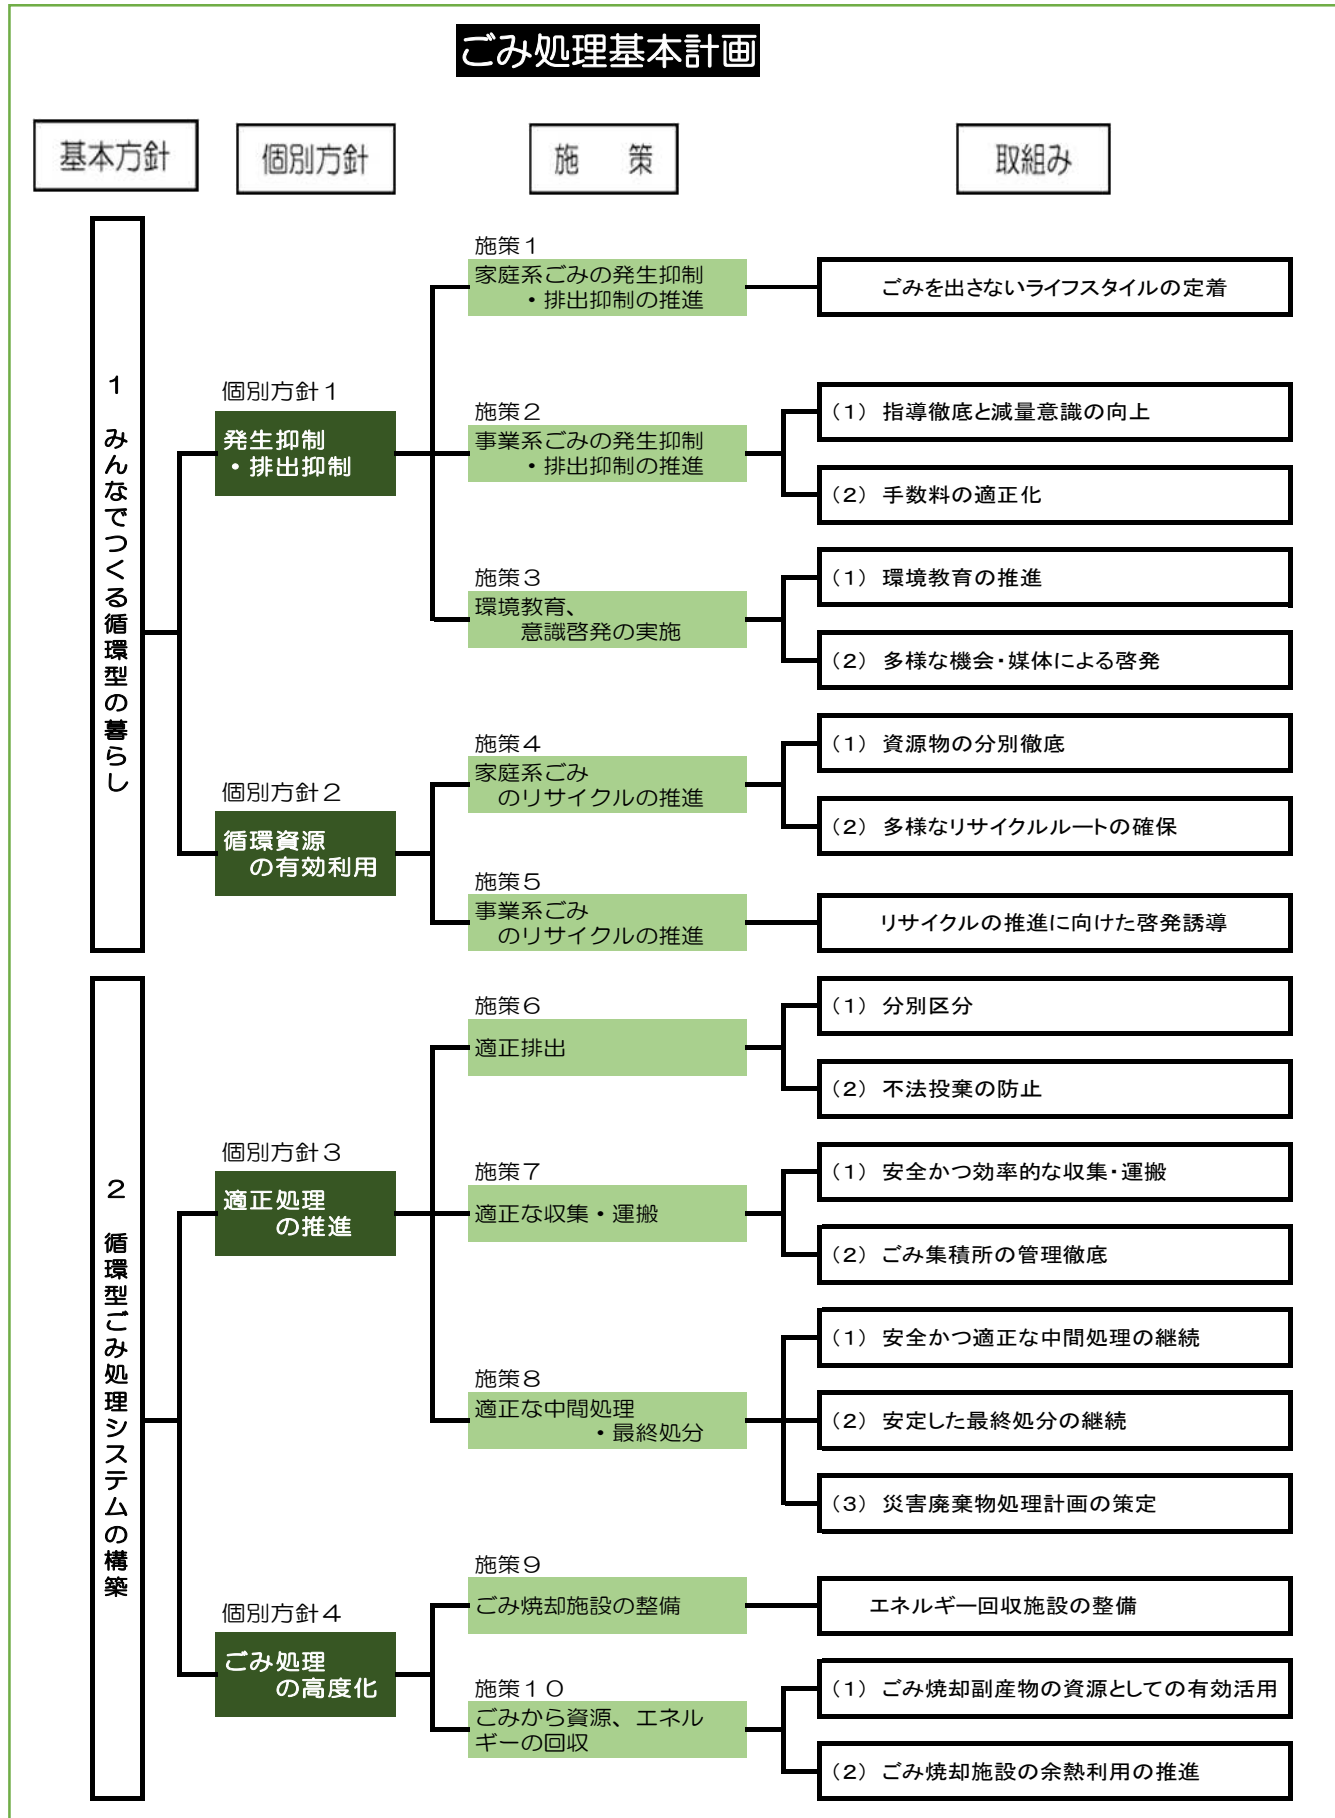 ごみ処理基本計画
基本方針
個別方針
施　策
取組み
1　みんなでつくる循環型の暮らし
個別方針1
発生抑制
・排出抑制
施策1
家庭系ごみの発生抑制
・排出抑制の推進
ごみを出さないライフスタイルの定着
施策2
事業系ごみの発生抑制
・排出抑制の推進
(1) 指導徹底と減量意識の向上
(2) 手数料の適正化
施策3
環境教育、
意識啓発の実施
(1) 環境教育の推進
(2) 多様な機会・媒体による啓発
個別方針2
循環資源
の有効利用
施策4
家庭系ごみ
のリサイクルの推進
(1) 資源物の分別徹底
(2) 多様なリサイクルルートの確保
施策5
事業系ごみ
のリサイクルの推進
リサイクルの推進に向けた啓発誘導
2　循環型ごみ処理システムの構築
個別方針3
適正処理
の推進
施策6
適正排出
(1) 分別区分
(2) 不法投棄の防止
施策7
適正な収集・運搬
(1) 安全かつ効率的な収集・運搬
(2) ごみ集積所の管理徹底
施策8
適正な中間処理
・最終処分
(1) 安全かつ適正な中間処理の継続
(2) 安定した最終処分の継続
(3) 災害廃棄物処理計画の策定
個別方針4
ごみ処理
の高度化
施策9
ごみ焼却施設の整備
エネルギー回収施設の整備
施策10
ごみから資源、エネル
ギーの回収
(1) ごみ焼却副産物の資源としての有効活用
(2) ごみ焼却施設の余熱利用の推進